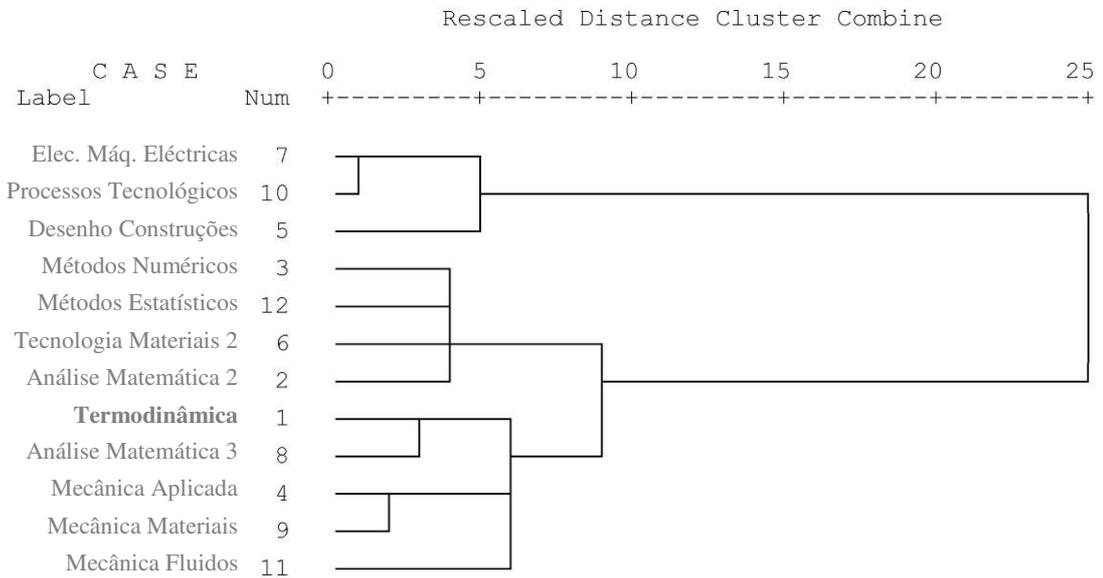 Rescaled Distance Cluster Combine
C A S E 0 5 10 15 20 25
Label Num
Elec. Máq. Eléctricas 7
Processos Tecnológicos 10
Desenho Construções 5
Métodos Numéricos 3
Métodos Estatísticos 12
Tecnologia Materiais 2 6
Análise Matemática 2 2
Termodinâmica 1
Análise Matemática 3 8
Mecânica Aplicada 4
Mecânica Materiais 9
Mecânica Fluidos 11